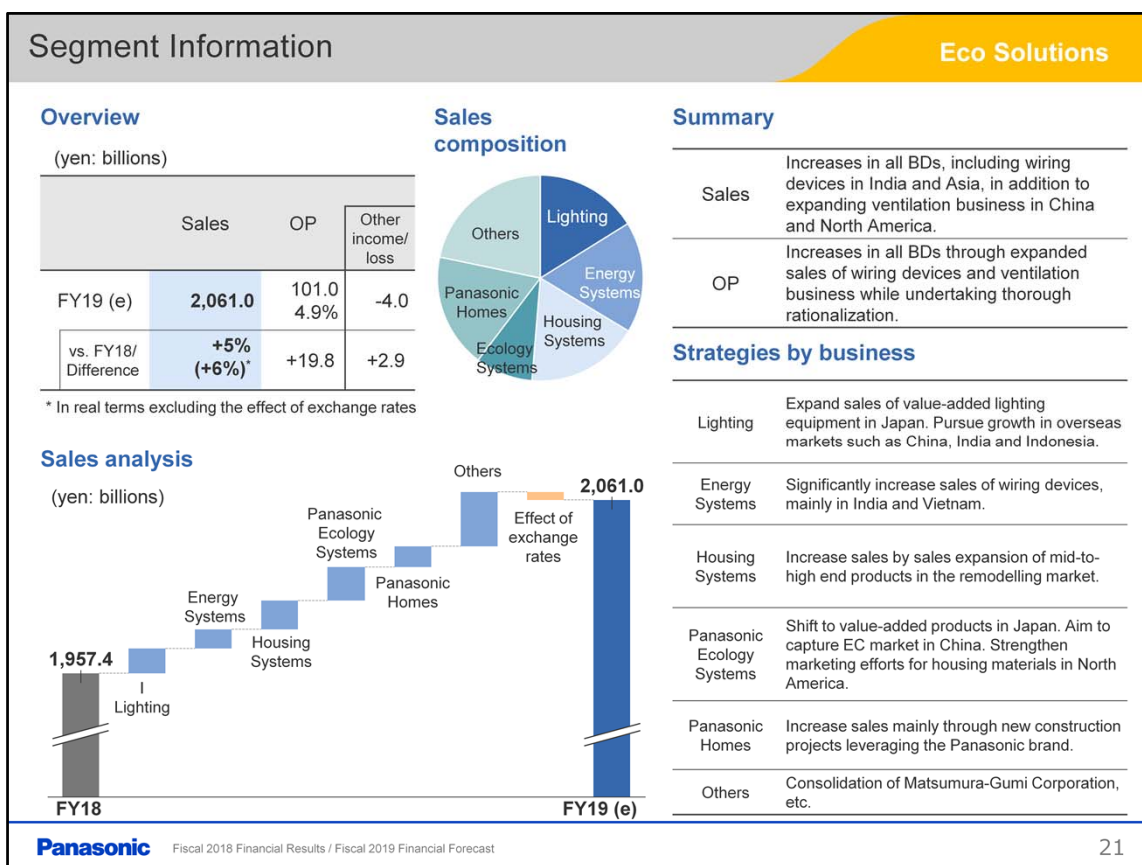 Segment Information
Eco Solutions
Overview
(yen: billions)
Sales
OP
Other
income/
loss
FY19 (e)
2,061.0
101.0
4.9%
-4.0
vs. FY18/
Difference
+5%
(+6%)*
+19.8
+2.9
* In real terms excluding the effect of exchange rates
Sales
composition
Lighting
Energy
Systems
Housing
Systems
Ecology
Systems
Panasonic
Homes
Others
Sales analysis
(yen: billions)
1,957.4
FY18
Lighting
Energy
Systems
Housing
Systems
Panasonic
Ecology
Systems
Panasonic
Homes
Others
Effect of
exchange
rates
2,061.0
FY19 (e)
Summary
Sales
Increases in all BDs, including wiring
devices in India and Asia, in addition to
expanding ventilation business in China
and North America.
OP
Increases in all BDs through expanded
sales of wiring devices and ventilation
business while undertaking thorough
rationalization.
Strategies by business
Lighting
Expand sales of value-added lighting
equipment in Japan. Pursue growth in overseas
markets such as China, India and Indonesia.
Energy
Systems
Significantly increase sales of wiring devices,
mainly in India and Vietnam.
Housing
Systems
Increase sales by sales expansion of mid-to-
high end products in the remodelling market.
Panasonic
Ecology
Systems
Shift to value-added products in Japan. Aim to
capture EC market in China. Strengthen
marketing efforts for housing materials in North
America.
Panasonic
Homes
Increase sales mainly through new construction
projects leveraging the Panasonic brand.
Others
Consolidation of Matsumura-Gumi Corporation,
etc.
Panasonic
Fiscal 2018 Financial Results / Fiscal 2019 Financial Forecast
21